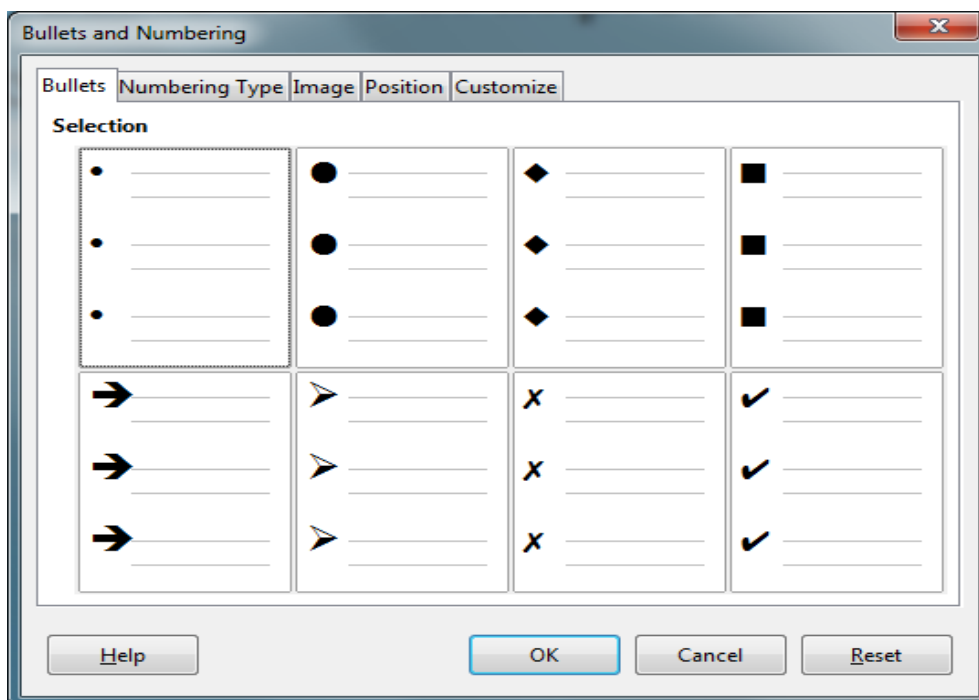 Bullets and Numbering
Bullets Numbering Type Image Position Customize
Selection
Help OK Cancel Reset